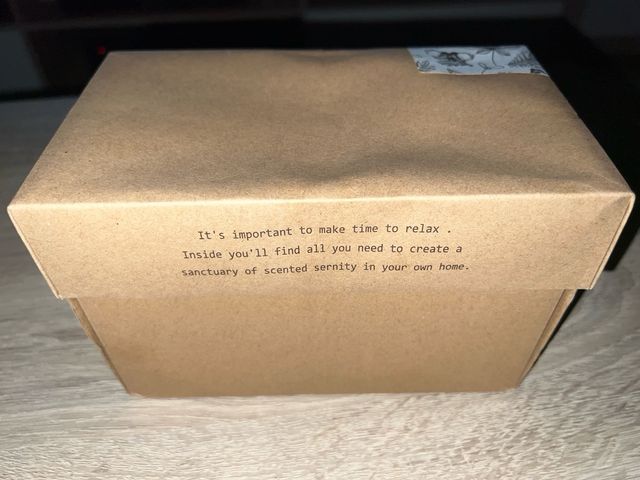 It's important to make time to relax .
Inside you'll find all you need to create a
sanctuary of scented sernity in your own home.